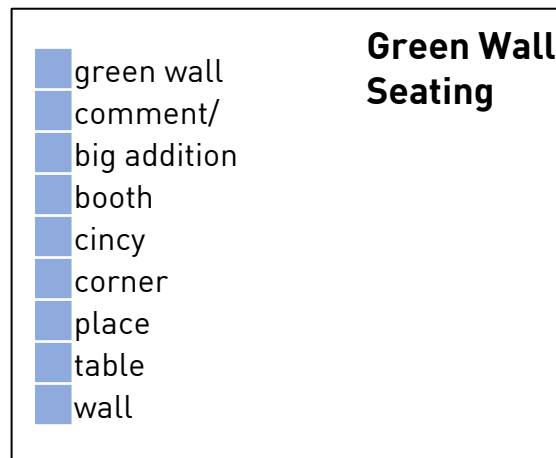 Green Wall
Seating
green wall
comment/
big addition
booth
cincy
corner
place
table
wall